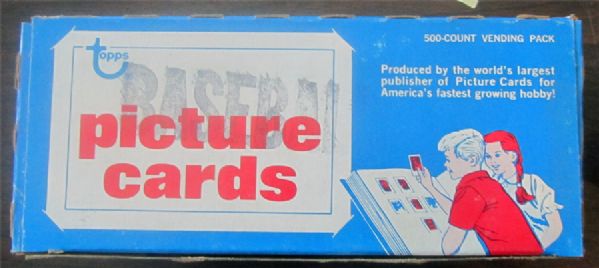 topps
BASEBALL
picture
cards
500-COUNT VENDING PACK
Produced by the world's largest
publisher of Picture Cards for
America's fastest growing hobby!